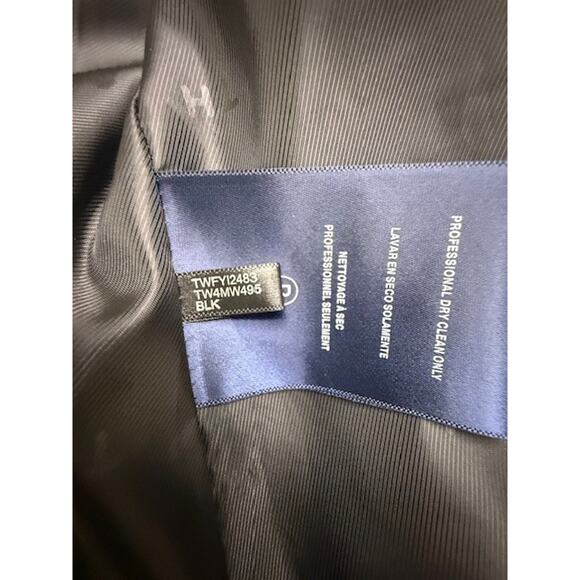 H
TWFYI2483
TW4MW495
BLK
P
PROFESSIONAL DRY CLEAN ONLY
LAVAR EN SECO SOLAMENTE
NETTOYAGE À SEC
PROFESSIONNEL SEULEMENT